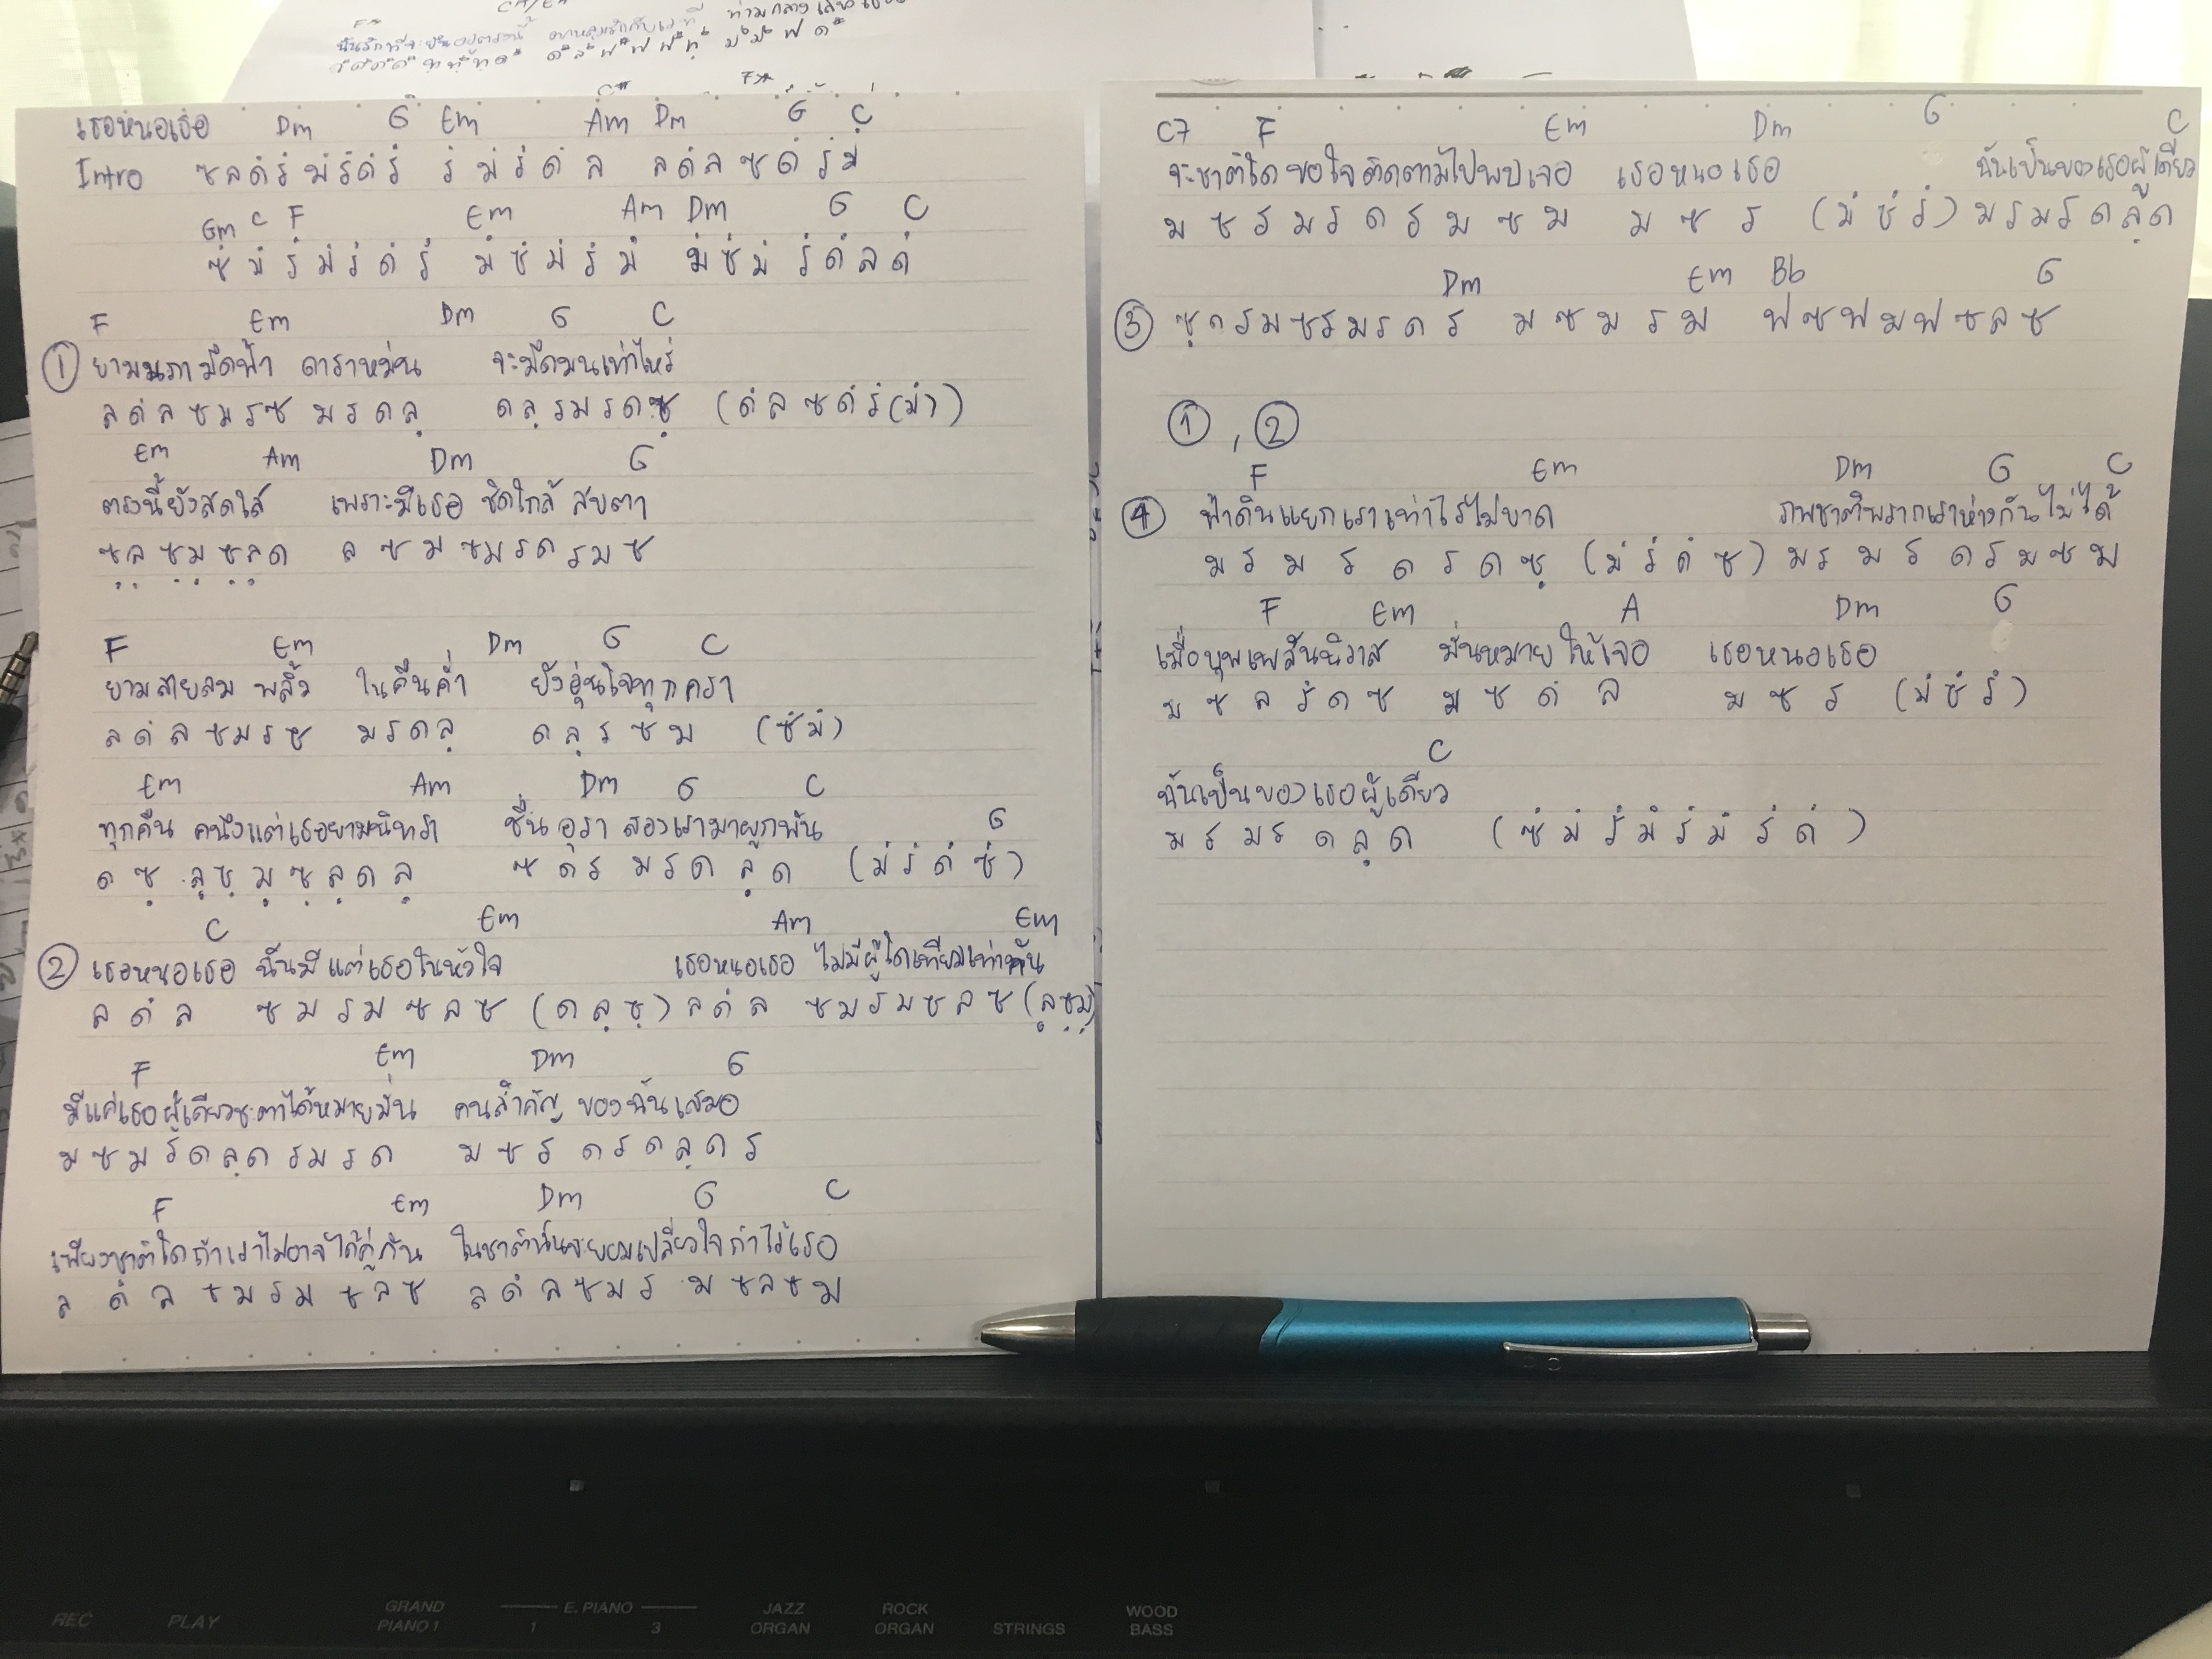 เธอหนอเธอ Dm G Em Am Dm G C
Intro ซ ล ดํ รํ มํ รํ ดํ รํ รํ มํ รํ ดํ ล ล ดํ ล ซ ดํ รํ มํ
Gm C F Em Am Dm G C
ซํ มํ รํ มํ รํ ดํ รํ มํ ซํ มํ รํ มํ มํ ซํ มํ รํ ดํ ล ดํ
F Em Dm G C
① ยามนภามืดฟ้า ดาราหม่น จะมืดมนเท่าไหร่
ล ดํ ล ซ ม ร ซ ม ร ด ลฺ ด ลฺ ร ม ร ด ซฺ (ดํ ล ซ ดํ รํ (มํ))
Em Am Dm G
ตรงนี้ยังสดใส เพราะมีเธอ ชิดใกล้ สบตา
ซฺ ลฺ ซฺ มฺ ซฺ ลฺ ด ล ซ ม ซ ม ร ด ร ม ซ
F Em Dm G C
ยามสายลม พลิ้ว ในคืนค่ำ ยังอุ่นใจทุกครา
ล ดํ ล ซ ม ร ซ ม ร ด ลฺ ด ลฺ ร ซ ม (ซํ มํ)
Em Am Dm G C
ทุกคืน คนึงแต่เธอยามนิทรา ชื่นอุรา สองเรามาผูกพัน G
ด ซฺ ลฺ ซฺ มฺ ซฺ ลฺ ด ลฺ ซ ด ร ม ร ด ลฺ ด (มํ รํ ดํ ซํ)
C Em Am Em
② เธอหนอเธอ ฉันมีแต่เธอในหัวใจ เธอหนอเธอ ไม่มีผู้ใดเทียมเท่า
ล ดํ ล ซ ม ร ม ซ ล ซ (ด ลฺ ซฺ) ล ดํ ล ซ ม ร ม ซ ล ซ (ลฺ ซฺ มฺ)
F Em Dm G
มีแค่เธอผู้เดียวชะตาได้หมายมั่น คนสำคัญ ของฉันเสมอ
ม ซ ม ร ด ลฺ ด ร ม ร ด ม ซ ร ด ร ด ลฺ ด ร
F Em Dm G C
เพียงชาติใดถ้าเราไม่อาจได้คู่กัน ในชาตินั้นจะยอมเปลี่ยวใจถ้าไร้เธอ
ล ดํ ล ซ ม ร ม ซ ล ซ ล ดํ ล ซ ม ร ม ซ ล ซ ม
C7 F Em Dm G C
จะชาติใดขอใจติดตามไปพบเจอ เธอหนอเธอ ฉันเป็นของเธอผู้เดียว
ม ซ ร ม ร ด ร ม ซ ม ม ซ ร (มํ ซํ รํ) ม ร ม ร ด ลฺ ด
Dm Em Bb G
③ ซฺ ด ร ม ซ ร ม ร ด ร ม ซ ม ร ม ฟ ซ ฟ ม ฟ ซ ล ซ
① , ②
F Em Dm G C
④ ฟ้าดินแยกเราเท่าไร่ไม่ขาด ภพชาติพรากเราห่างกันไม่ได้
ม ร ม ร ด ร ด ซฺ (มํ รํ ดํ ซ) ม ร ม ร ด ร ม ซ ม
F Em A Dm G
เมื่อบุพเพสันนิวาส มั่นหมายให้เจอ เธอหนอเธอ
ม ซ ล รํ ด ซ ม ซ ดํ ล ม ซ ร (มํ ซํ รํ)
C
ฉันเป็นของเธอผู้เดียว
ม ร ม ร ด ลฺ ด (ซํ มํ รํ มํ รํ มํ รํ ดํ)
REC PLAY GRAND PIANO 1 E. PIANO 1 3 JAZZ ORGAN ROCK ORGAN STRINGS WOOD BASS